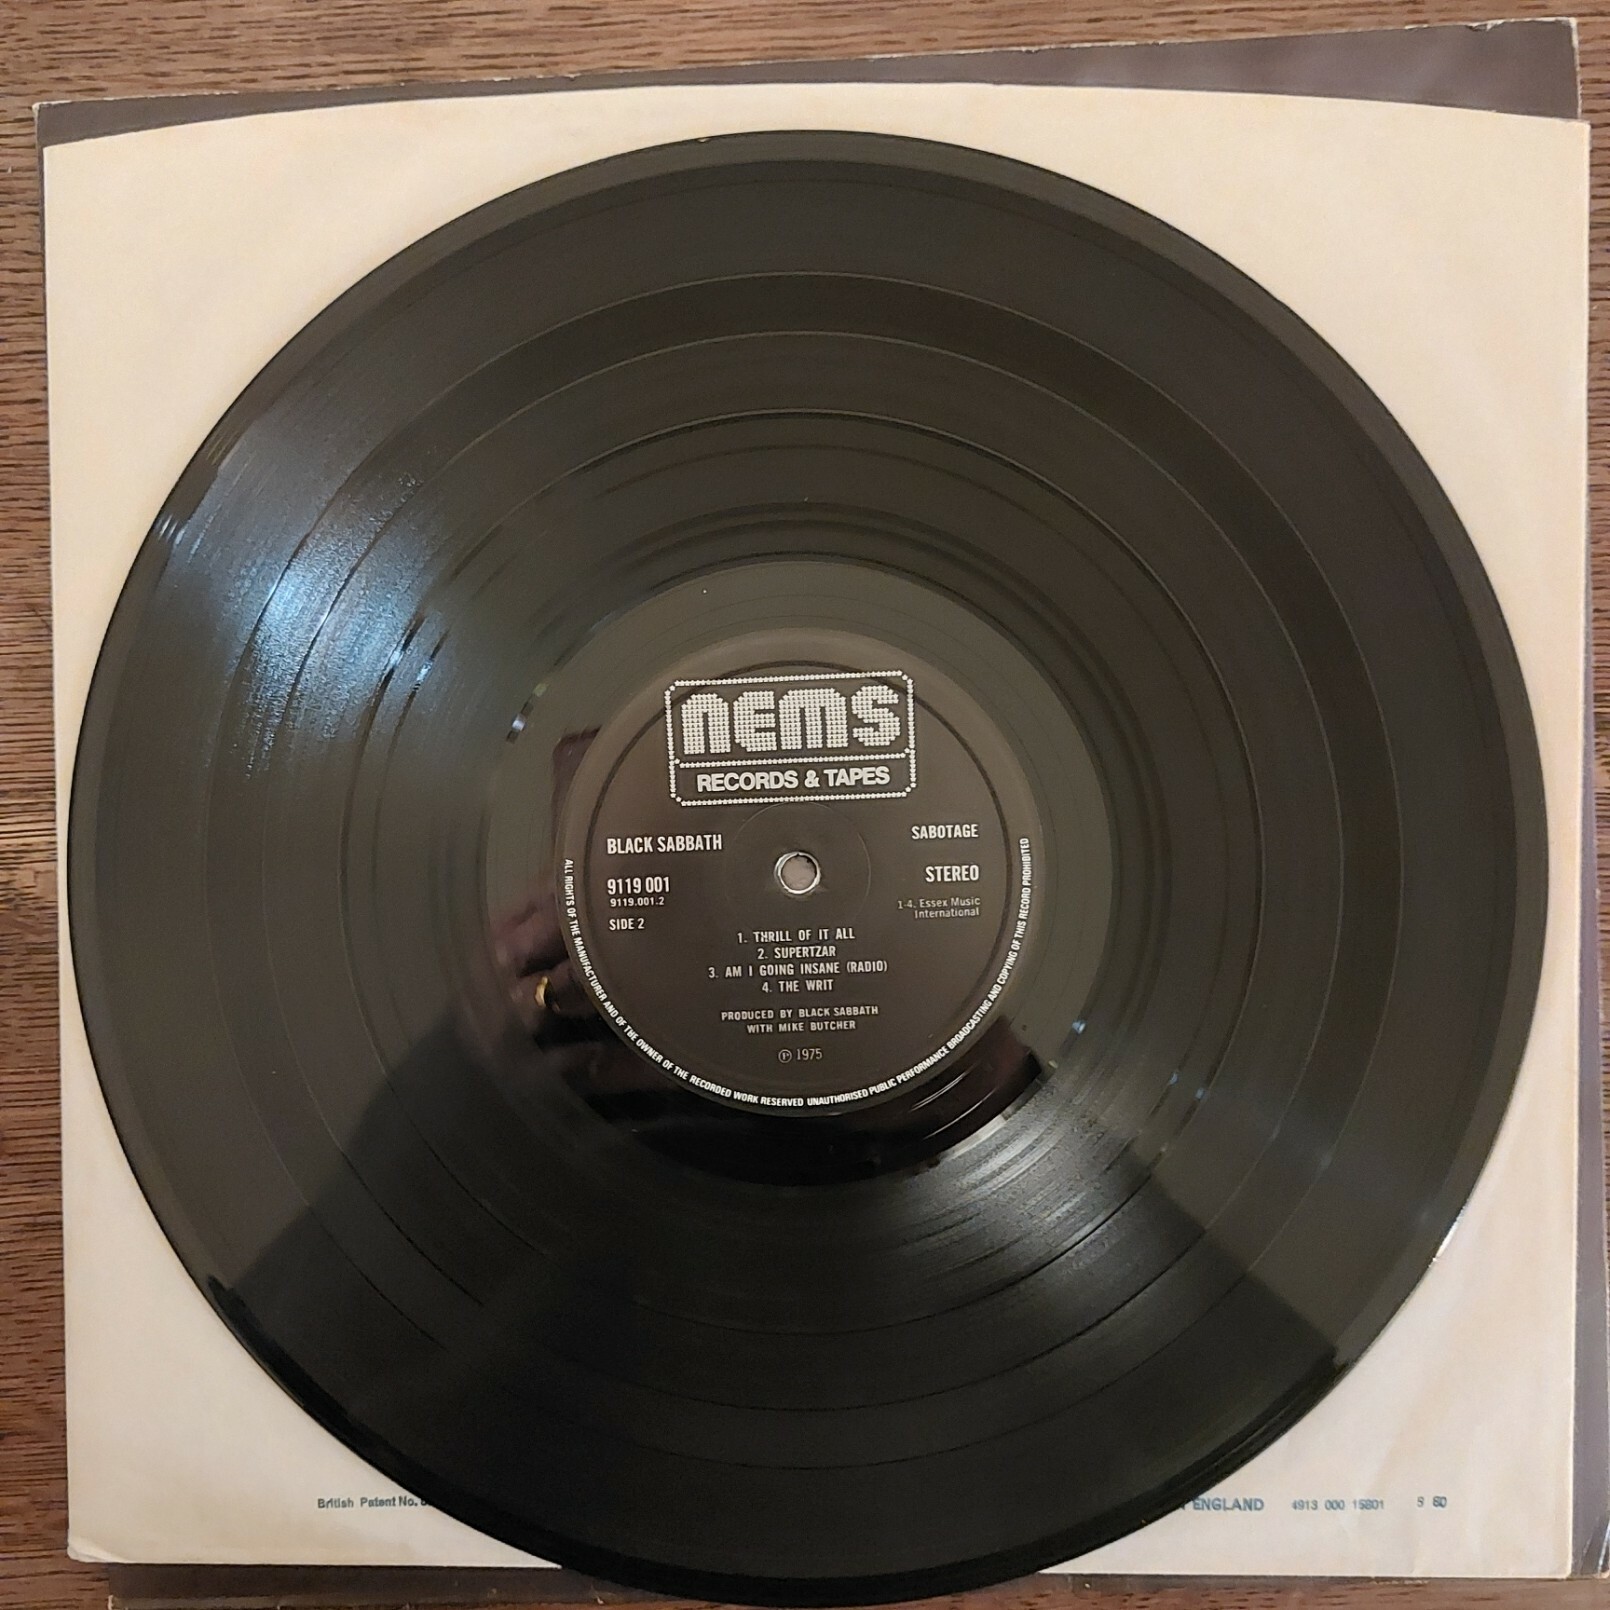 nems
RECORDS & TAPES
BLACK SABBATH
SABOTAGE
9119 001
9119.001.2
STEREO
SIDE 2
1-4. Essex Music
International
1. THRILL OF IT ALL
2. SUPERTZAR
3. AM I GOING INSANE (RADIO)
4. THE WRIT
PRODUCED BY BLACK SABBATH
WITH MIKE BUTCHER
℗ 1975
ALL RIGHTS OF THE MANUFACTURER AND OF THE OWNER OF THE RECORDED WORK RESERVED UNAUTHORISED PUBLIC PERFORMANCE BROADCASTING AND COPYING OF THIS RECORD PROHIBITED
British Patent No.
ENGLAND 4913 000 15801 S 60